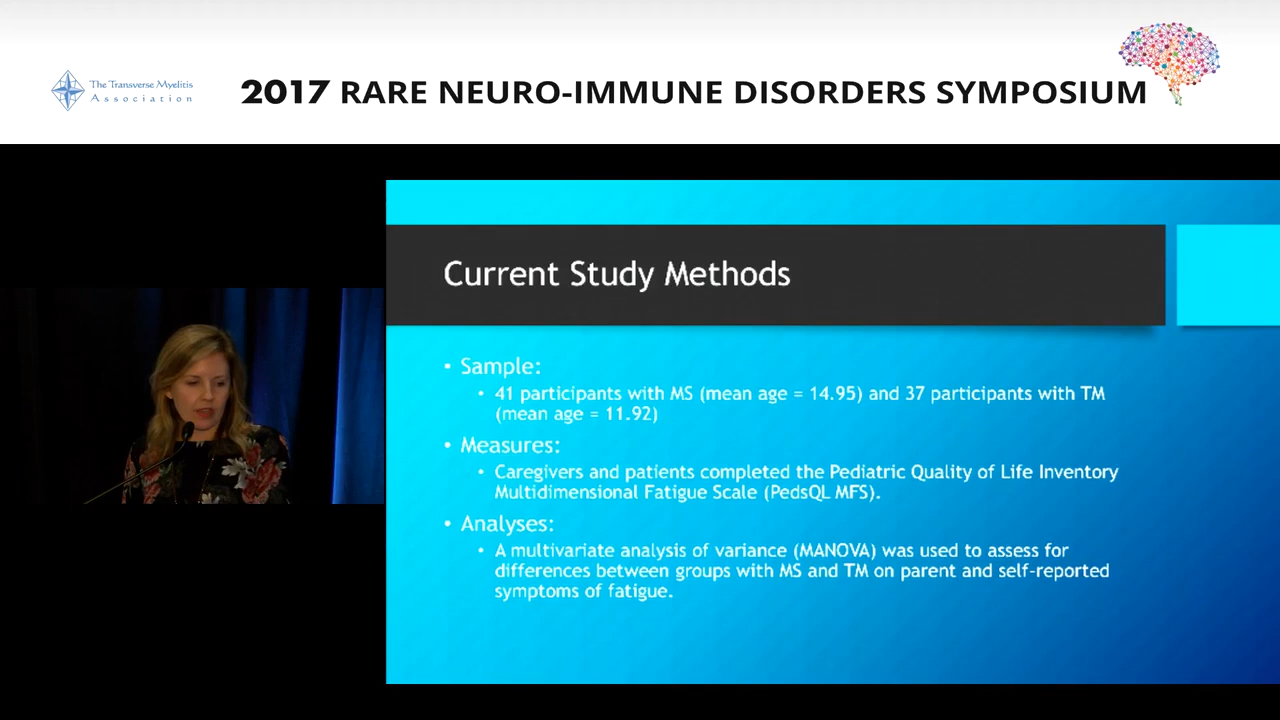 The Transverse Myelitis
Association
2017 RARE NEURO-IMMUNE DISORDERS SYMPOSIUM
Current Study Methods
• Sample:
• 41 participants with MS (mean age = 14.95) and 37 participants with TM
(mean age = 11.92)
• Measures:
• Caregivers and patients completed the Pediatric Quality of Life Inventory
Multidimensional Fatigue Scale (PedsQL MFS).
• Analyses:
• A multivariate analysis of variance (MANOVA) was used to assess for
differences between groups with MS and TM on parent and self-reported
symptoms of fatigue.